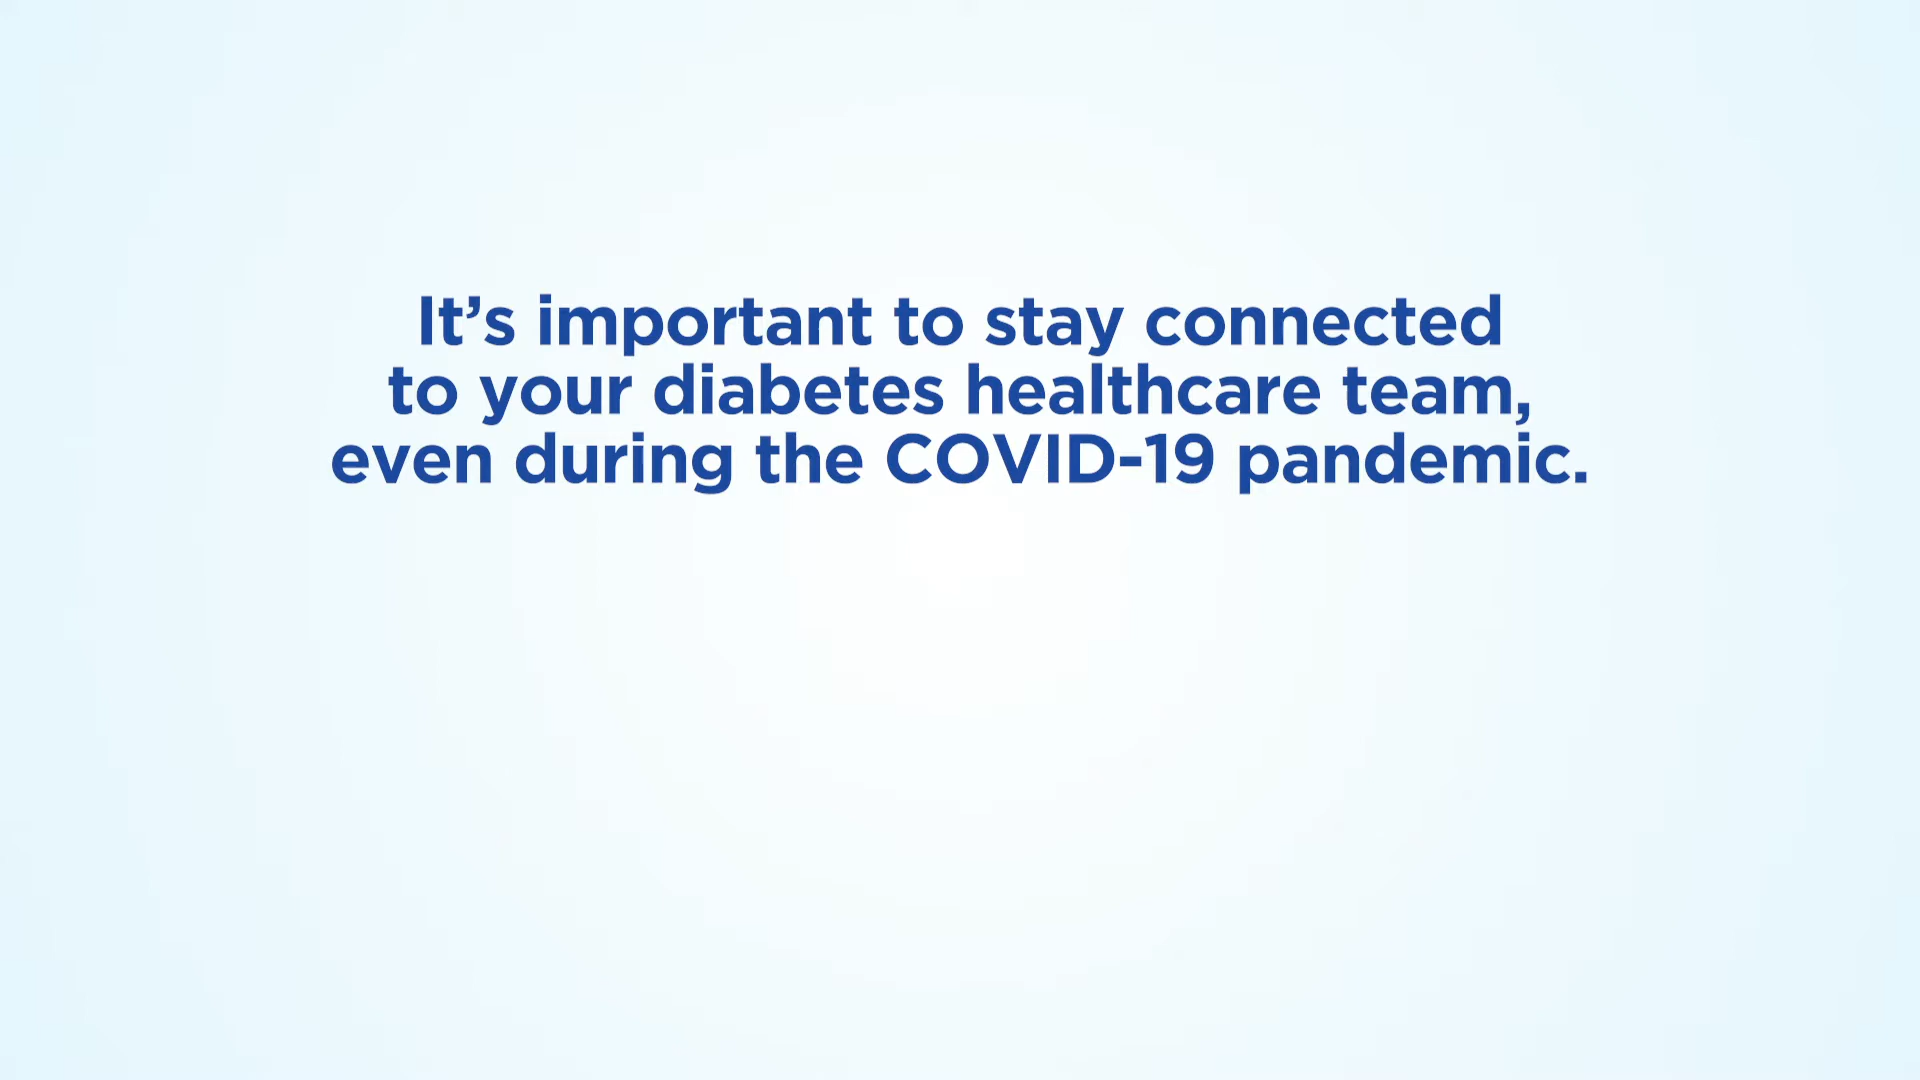 It’s important to stay connected
to your diabetes healthcare team,
even during the COVID-19 pandemic.